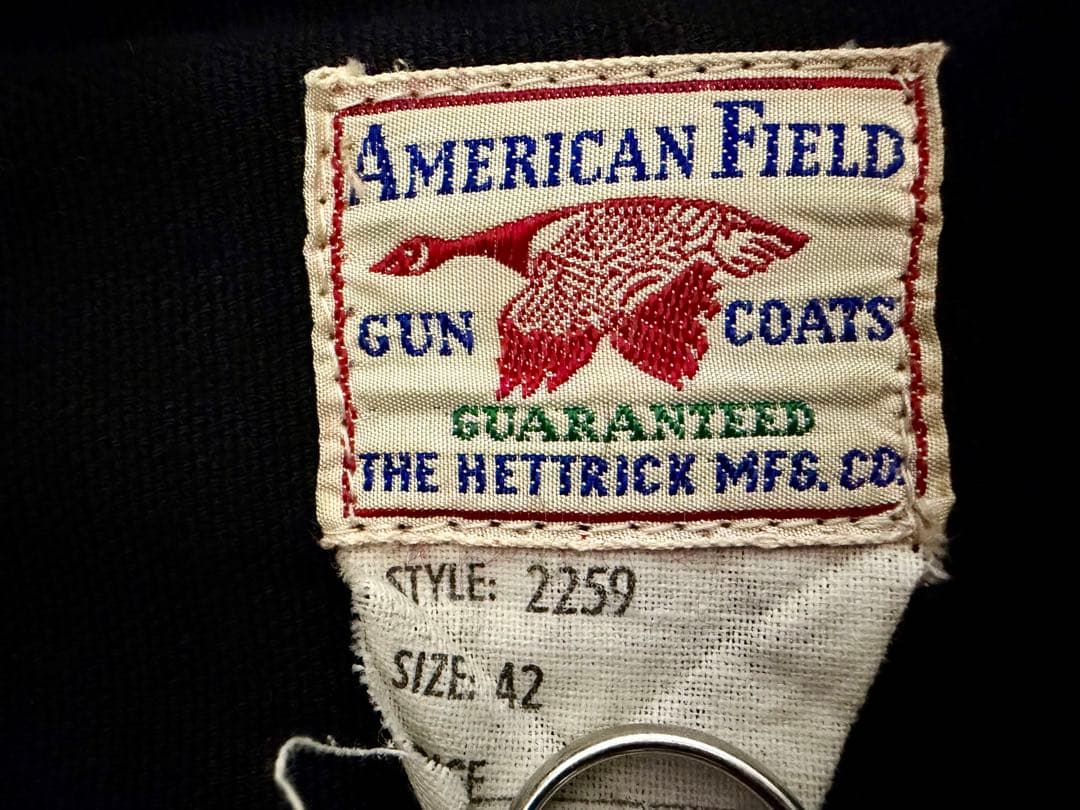 AMERICAN FIELD
GUN COATS
GUARANTEED
THE HETTRICK MFG. CO.
STYLE: 2259
SIZE: 42